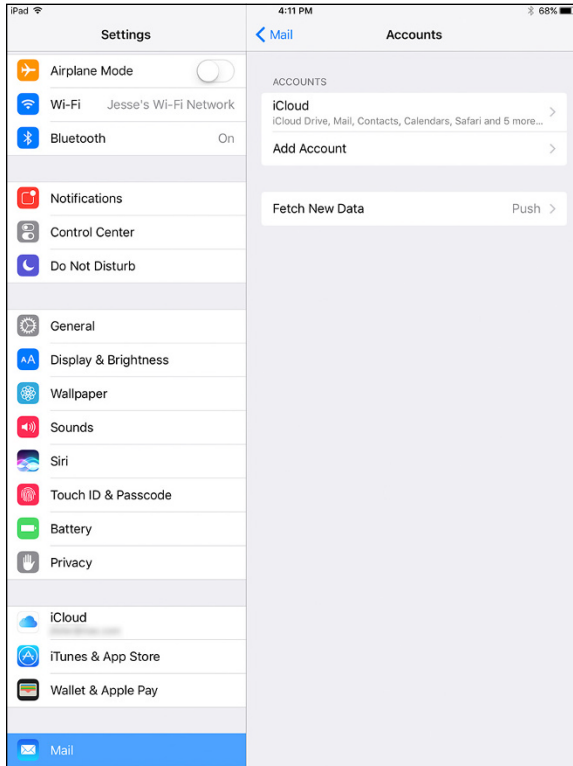 iPad 4:11 PM 68%
Settings
Airplane Mode
Wi-Fi Jesse's Wi-Fi Network
Bluetooth On
Notifications
Control Center
Do Not Disturb
General
AA Display & Brightness
Wallpaper
Sounds
Siri
Touch ID & Passcode
Battery
Privacy
iCloud
iTunes & App Store
Wallet & Apple Pay
Mail
Mail Accounts
ACCOUNTS
iCloud
iCloud Drive, Mail, Contacts, Calendars, Safari and 5 more...
Add Account
Fetch New Data Push